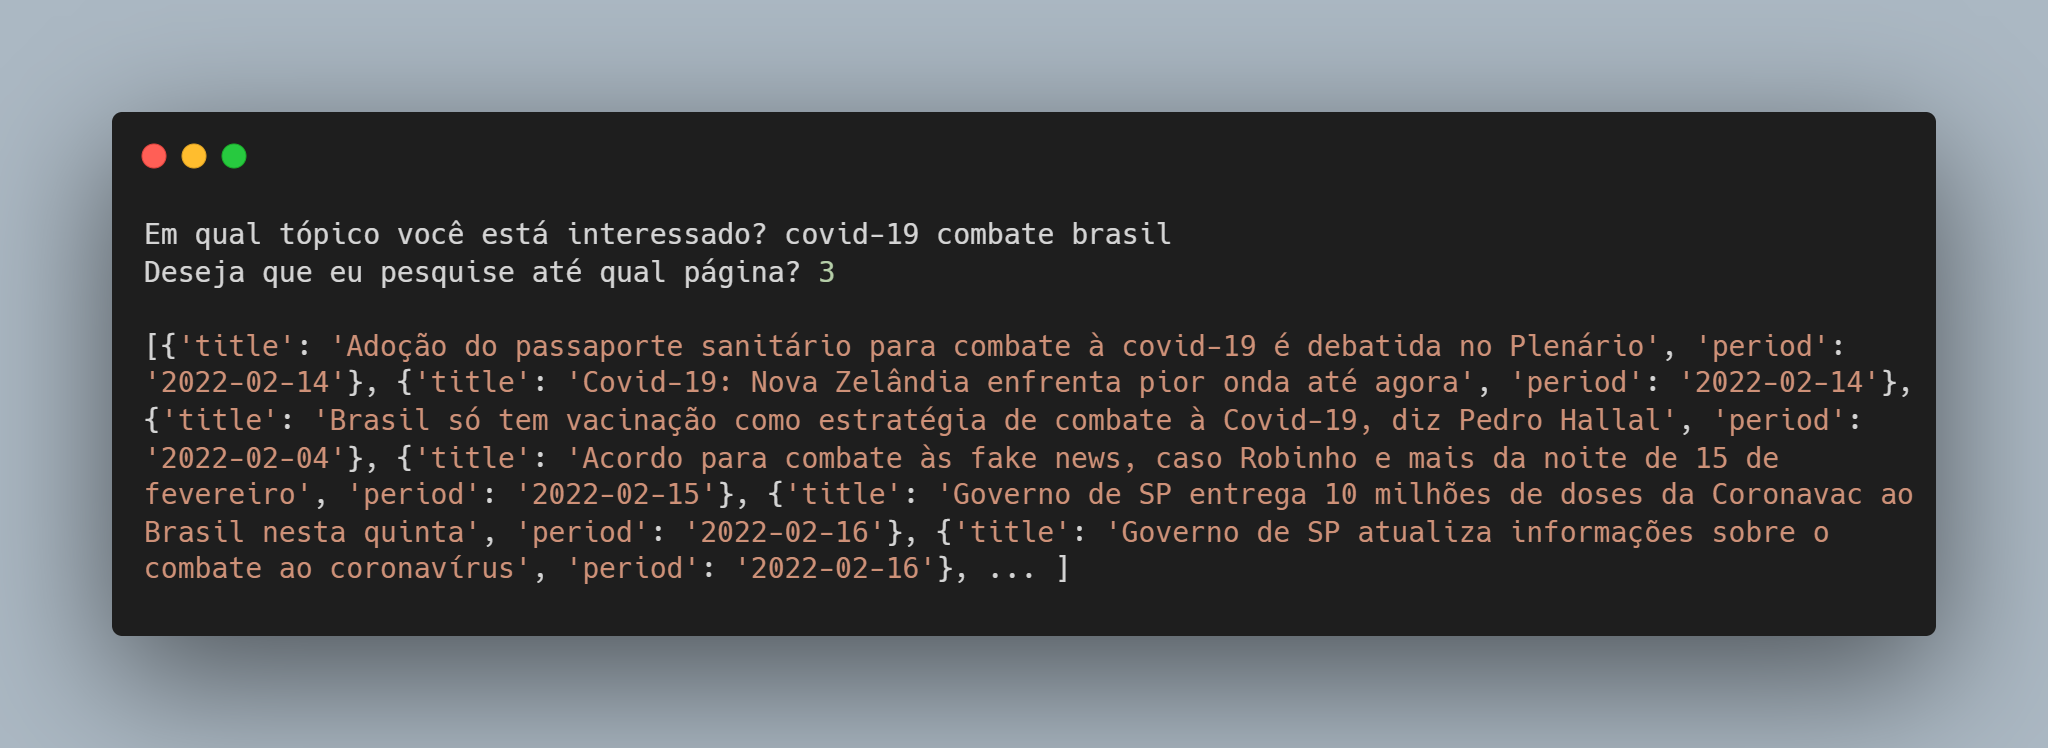 Em qual tópico você está interessado? covid-19 combate brasil
Deseja que eu pesquise até qual página? 3
[{'title': 'Adoção do passaporte sanitário para combate à covid-19 é debatida no Plenário', 'period':
'2022-02-14'}, {'title': 'Covid-19: Nova Zelândia enfrenta pior onda até agora', 'period': '2022-02-14'},
{'title': 'Brasil só tem vacinação como estratégia de combate à Covid-19, diz Pedro Hallal', 'period':
'2022-02-04'}, {'title': 'Acordo para combate às fake news, caso Robinho e mais da noite de 15 de
fevereiro', 'period': '2022-02-15'}, {'title': 'Governo de SP entrega 10 milhões de doses da Coronavac ao
Brasil nesta quinta', 'period': '2022-02-16'}, {'title': 'Governo de SP atualiza informações sobre o
combate ao coronavírus', 'period': '2022-02-16'}, ... ]